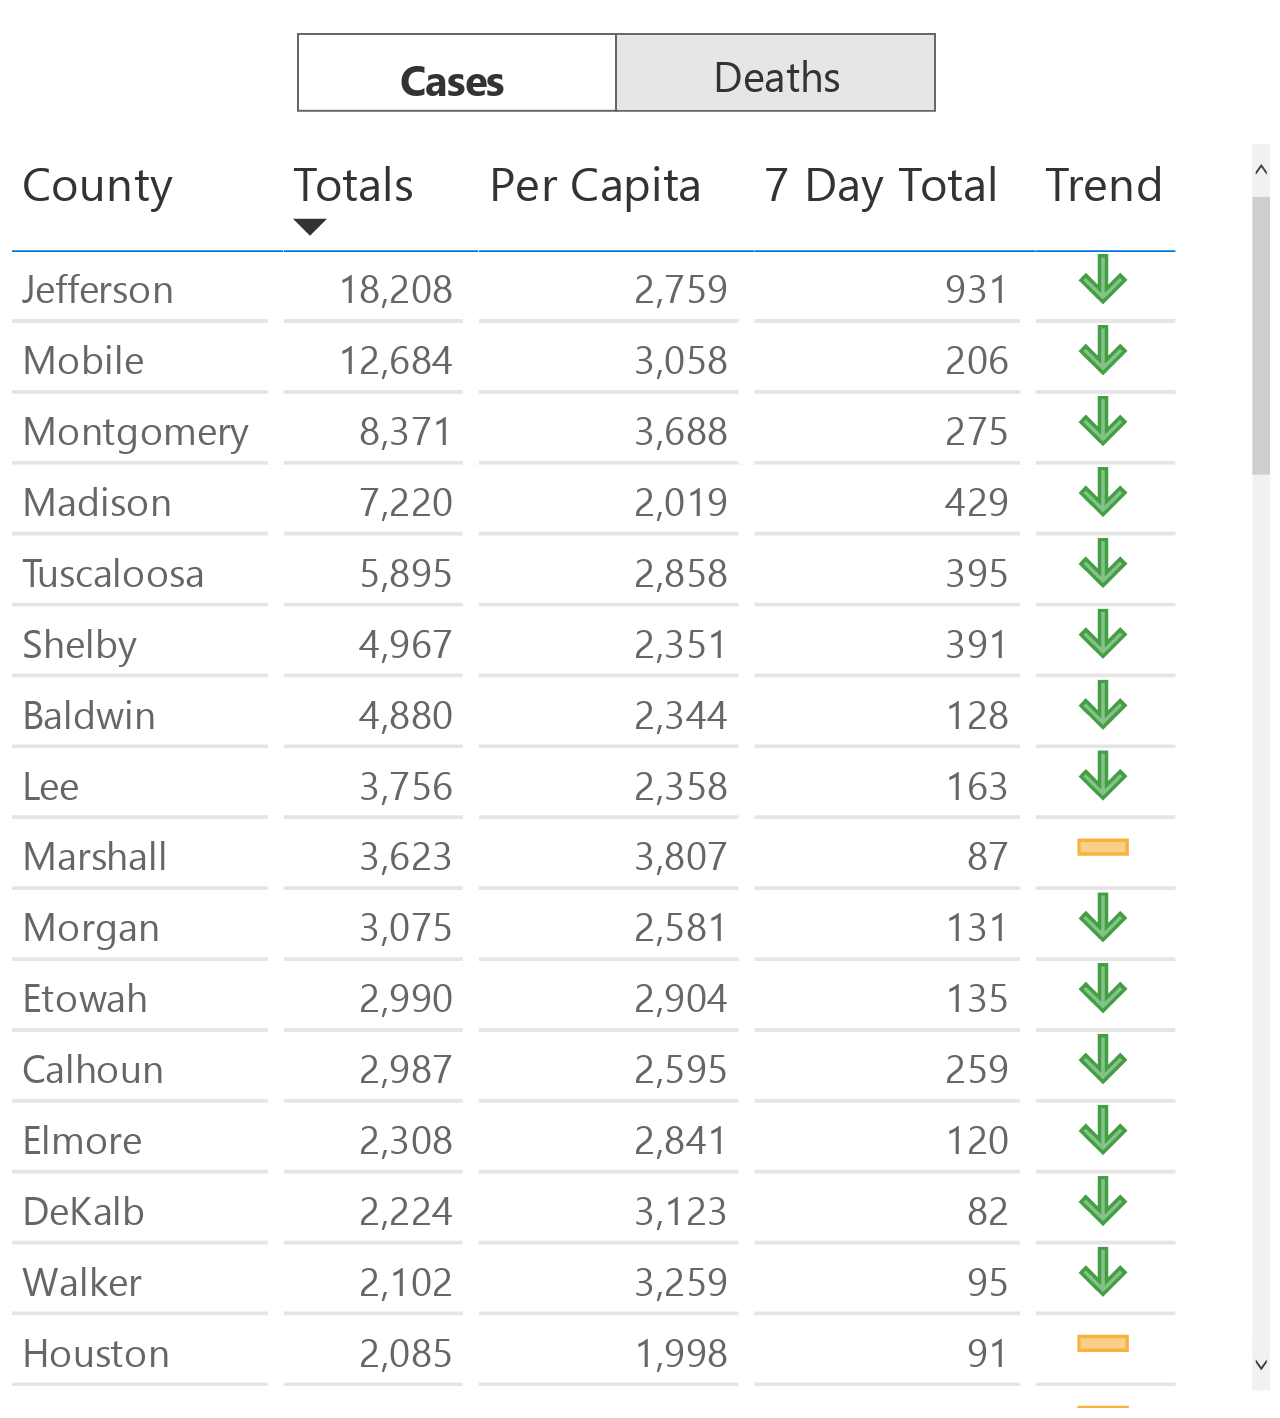 Cases Deaths
County Totals Per Capita 7 Day Total Trend
Jefferson 18,208 2,759 931
Mobile 12,684 3,058 206
Montgomery 8,371 3,688 275
Madison 7,220 2,019 429
Tuscaloosa 5,895 2,858 395
Shelby 4,967 2,351 391
Baldwin 4,880 2,344 128
Lee 3,756 2,358 163
Marshall 3,623 3,807 87
Morgan 3,075 2,581 131
Etowah 2,990 2,904 135
Calhoun 2,987 2,595 259
Elmore 2,308 2,841 120
DeKalb 2,224 3,123 82
Walker 2,102 3,259 95
Houston 2,085 1,998 91